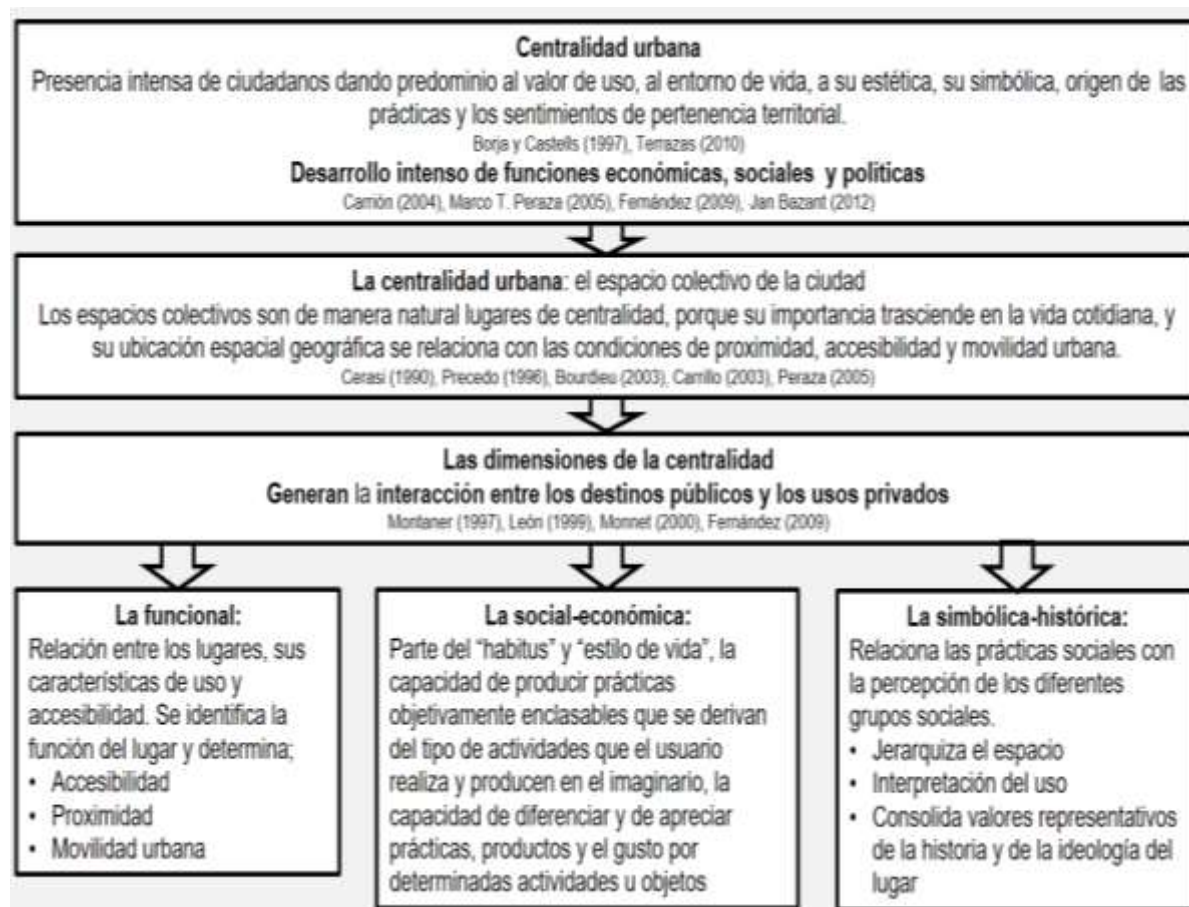 Centralidad urbana
Presencia intensa de ciudadanos dando predominio al valor de uso, al entorno de vida, a su estética, su simbólica, origen de las
prácticas y los sentimientos de pertenencia territorial.
Borja y Castells (1997), Terrazas (2010)
Desarrollo intenso de funciones económicas, sociales y políticas
Carrión (2004), Marco T. Peraza (2005), Fernández (2009), Jan Bazant (2012)
La centralidad urbana: el espacio colectivo de la ciudad
Los espacios colectivos son de manera natural lugares de centralidad, porque su importancia trasciende en la vida cotidiana, y
su ubicación espacial geográfica se relaciona con las condiciones de proximidad, accesibilidad y movilidad urbana.
Cerasi (1990), Precedo (1996), Bourdieu (2003), Carrillo (2003), Peraza (2005)
Las dimensiones de la centralidad
Generan la interacción entre los destinos públicos y los usos privados
Montaner (1997), León (1999), Monnet (2000), Fernández (2009)
La funcional:
Relación entre los lugares, sus
características de uso y
accesibilidad. Se identifica la
función del lugar y determina;
• Accesibilidad
• Proximidad
• Movilidad urbana
La social-económica:
Parte del “habitus” y “estilo de vida”, la
capacidad de producir prácticas
objetivamente enclasables que se derivan
del tipo de actividades que el usuario
realiza y producen en el imaginario, la
capacidad de diferenciar y de apreciar
prácticas, productos y el gusto por
determinadas actividades u objetos
La simbólica-histórica:
Relaciona las prácticas sociales con
la percepción de los diferentes
grupos sociales.
• Jerarquiza el espacio
• Interpretación del uso
• Consolida valores representativos
de la historia y de la ideología del
lugar